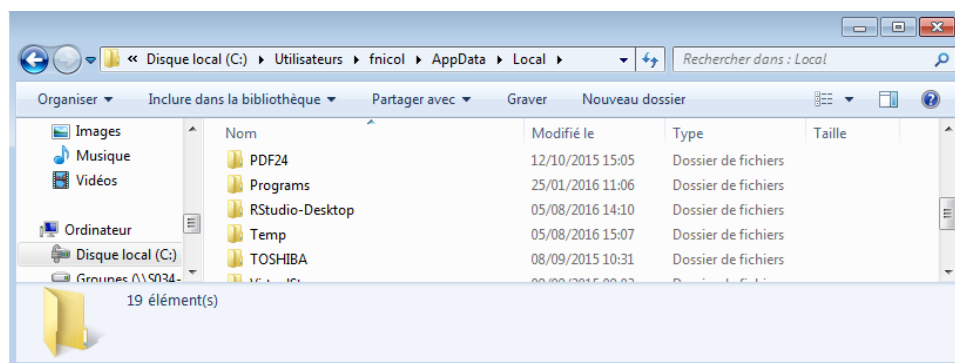 « Disque local (C:) ▸ Utilisateurs ▸ fnicol ▸ AppData ▸ Local ▸ Rechercher dans : Local
Organiser ▾ Inclure dans la bibliothèque ▾ Partager avec ▾ Graver Nouveau dossier
Images
Musique
Vidéos
Ordinateur
Disque local (C:)
Groupes (\\S034-
Nom Modifié le Type Taille
PDF24 12/10/2015 15:05 Dossier de fichiers
Programs 25/01/2016 11:06 Dossier de fichiers
RStudio-Desktop 05/08/2016 14:10 Dossier de fichiers
Temp 05/08/2016 15:07 Dossier de fichiers
TOSHIBA 08/09/2015 10:31 Dossier de fichiers
19 élément(s)